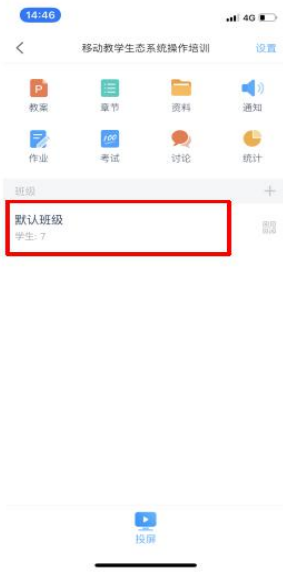 14:46
4G
移动教学生态系统操作培训
设置
P
教案
章节
资料
通知
作业
100
考试
讨论
统计
班级
默认班级
学生: 7
投屏